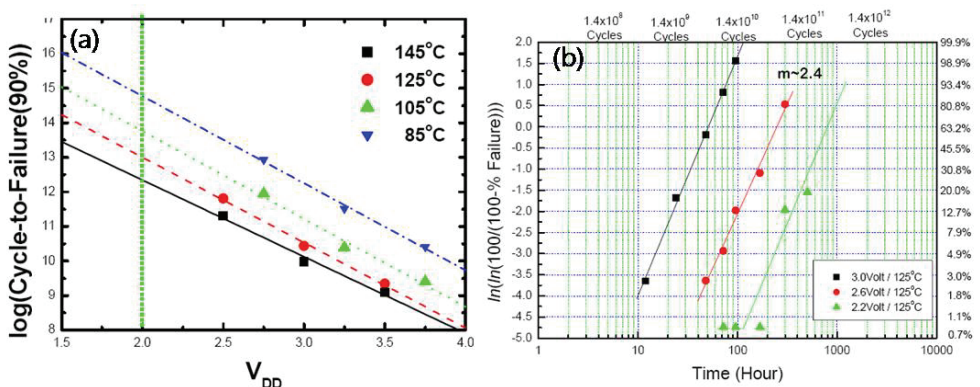 (a)
log(Cycle-to-Failure(90%))
17
16
15
14
13
12
11
10
9
8
145°C
125°C
105°C
85°C
1.5 2.0 2.5 3.0 3.5 4.0
V_DD
(b)
1.4x10^8 Cycles
1.4x10^9 Cycles
1.4x10^10 Cycles
1.4x10^11 Cycles
1.4x10^12 Cycles
ln(ln(100/(100-% Failure)))
2.0
1.5
1.0
0.5
0.0
-0.5
-1.0
-1.5
-2.0
-2.5
-3.0
-3.5
-4.0
-4.5
-5.0
m~2.4
99.9%
98.9%
93.4%
80.8%
63.2%
45.5%
30.8%
20.0%
12.7%
7.9%
4.9%
3.0%
1.8%
1.1%
0.7%
3.0Volt / 125°C
2.6Volt / 125°C
2.2Volt / 125°C
1 10 100 1000 10000
Time (Hour)